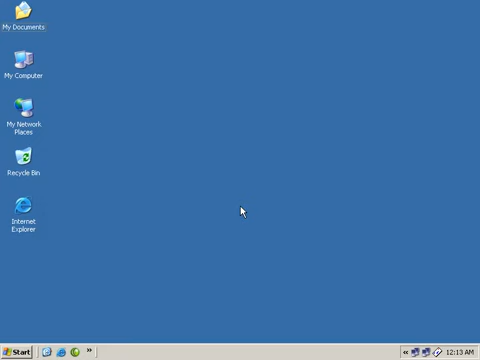 My Documents
My Computer
My Network
Places
Recycle Bin
Internet
Explorer
Start
12:13 AM